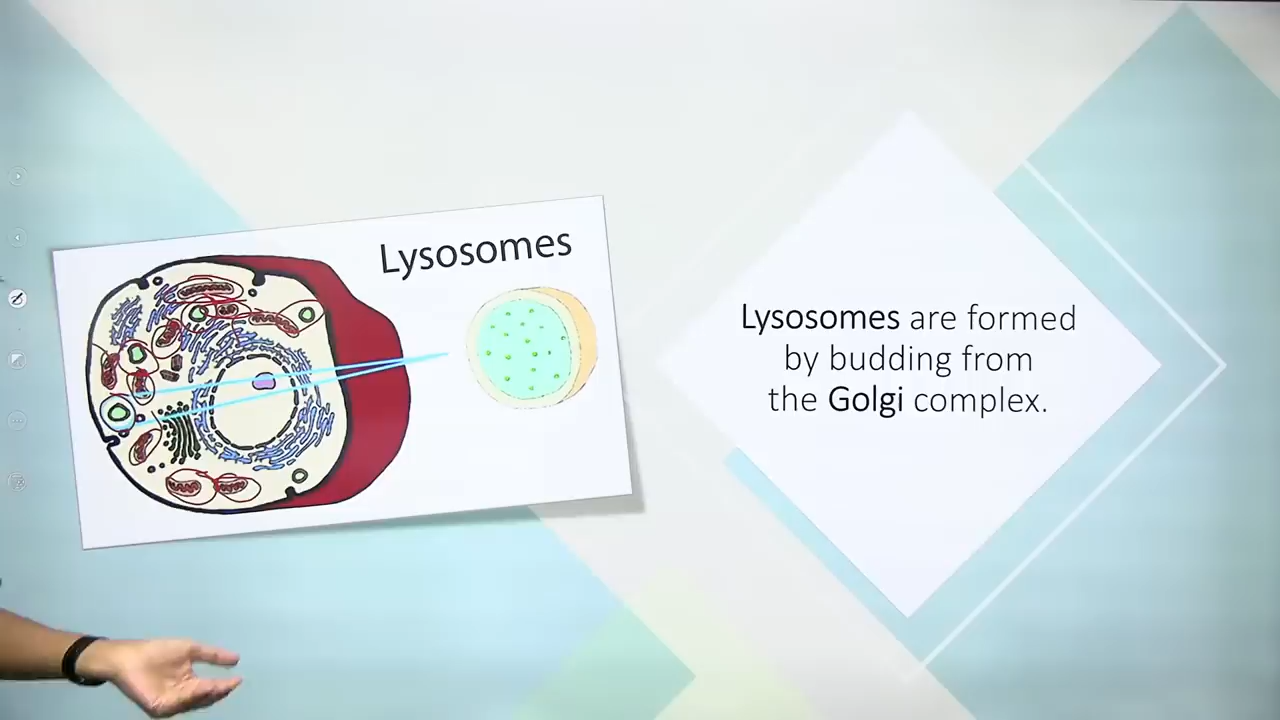 Lysosomes
Lysosomes are formed
by budding from
the Golgi complex.